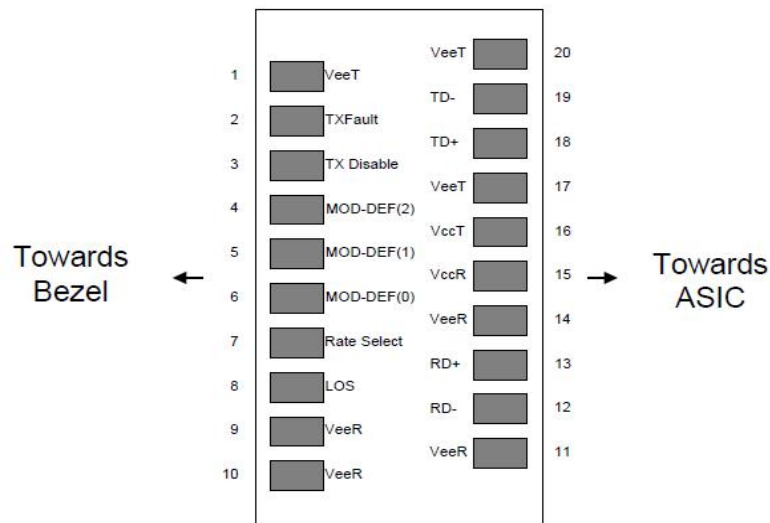 VeeT 20
1 VeeT
TD- 19
2 TXFault
TD+ 18
3 TX Disable
VeeT 17
4 MOD-DEF(2)
VccT 16
5 MOD-DEF(1)
Towards
Bezel
VccR 15
Towards
ASIC
6 MOD-DEF(0)
VeeR 14
7 Rate Select
RD+ 13
8 LOS
RD- 12
9 VeeR
VeeR 11
10 VeeR